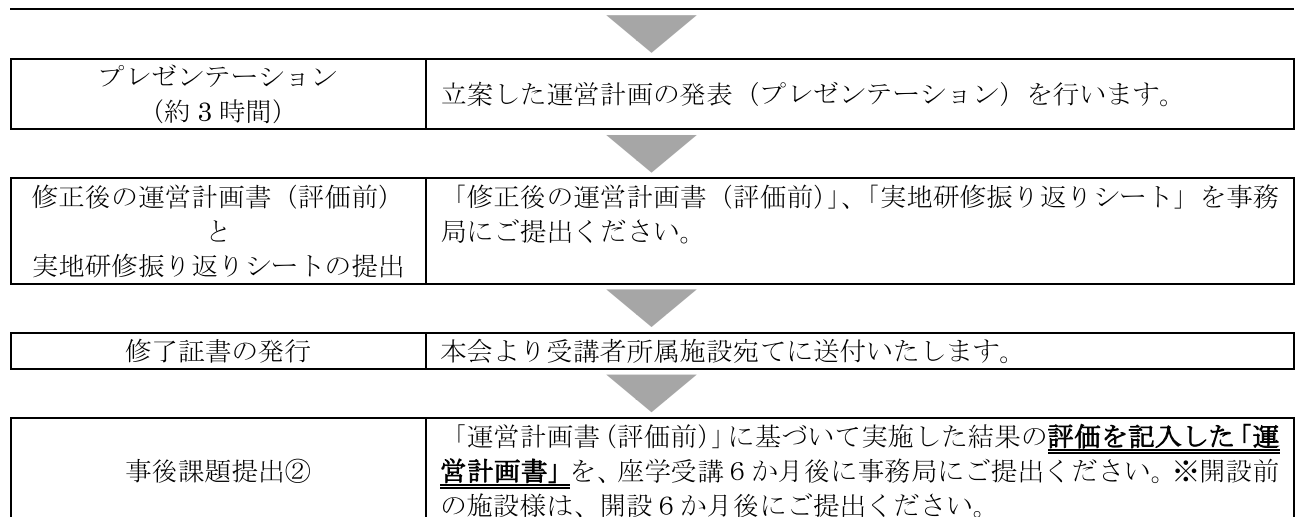 プレゼンテーション
(約3時間)
立案した運営計画の発表(プレゼンテーション)を行います。
修正後の運営計画書(評価前)
と
実地研修振り返りシートの提出
「修正後の運営計画書(評価前)」、「実地研修振り返りシート」を事務
局にご提出ください。
修了証書の発行
本会より受講者所属施設宛てに送付いたします。
事後課題提出②
「運営計画書(評価前)」に基づいて実施した結果の評価を記入した「運
営計画書」を、座学受講6か月後に事務局にご提出ください。※開設前
の施設様は、開設6か月後にご提出ください。